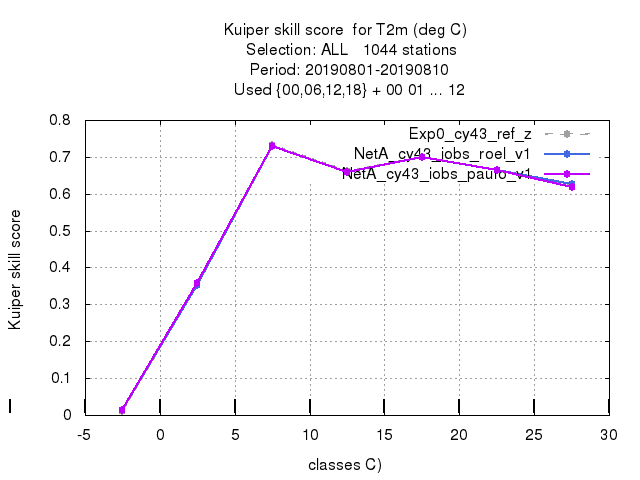 Kuiper skill score for T2m (deg C)
Selection: ALL 1044 stations
Period: 20190801-20190810
Used {00,06,12,18} + 00 01 ... 12
Exp0_cy43_ref_z
NetA_cy43_iobs_roel_v1
NetA_cy43_iobs_paulo_v1
Kuiper skill score
0.8
0.7
0.6
0.5
0.4
0.3
0.2
0.1
0
-5 0 5 10 15 20 25 30
classes C)